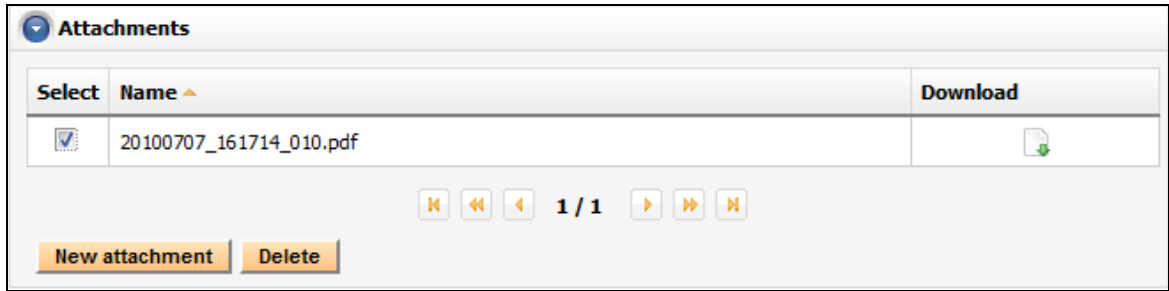 Attachments
Select Name Download
20100707_161714_010.pdf
1 / 1
New attachment Delete